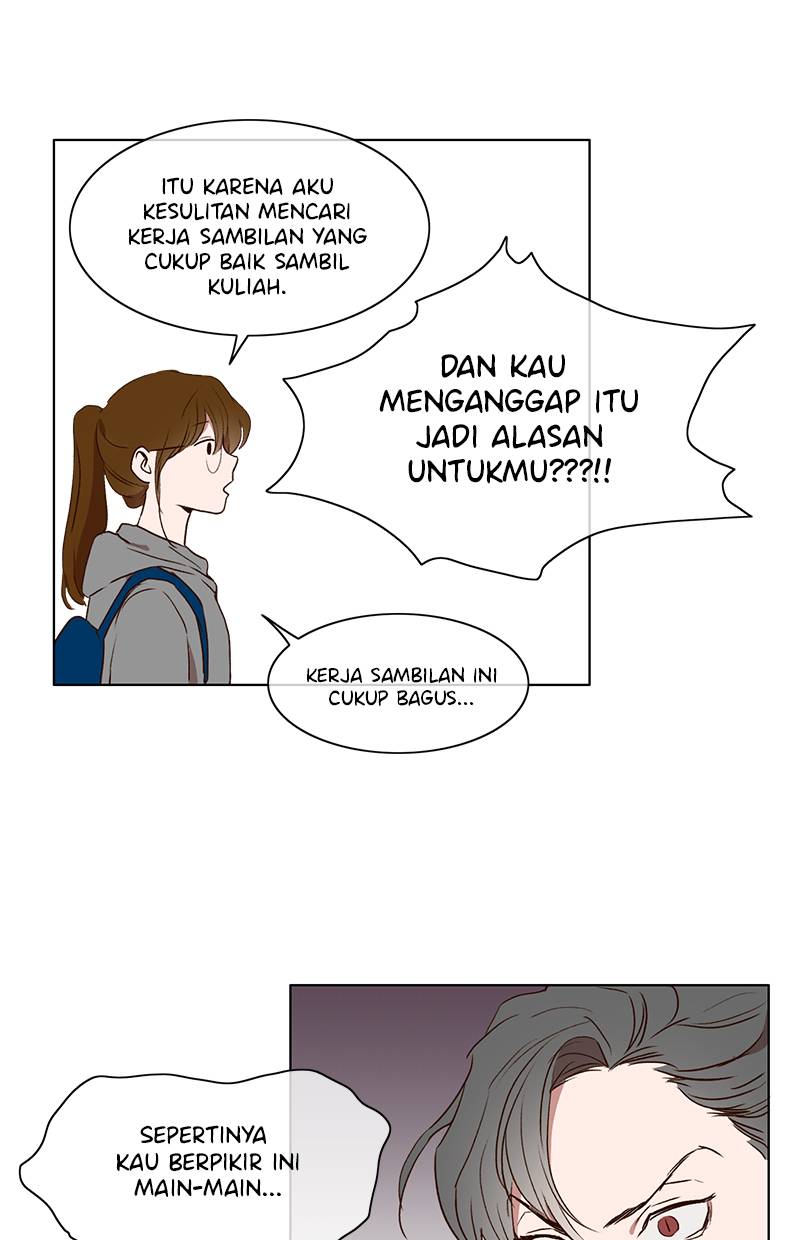 ITU KARENA AKU
KESULITAN MENCARI
KERJA SAMBILAN YANG
CUKUP BAIK SAMBIL
KULIAH.
DAN KAU
MENGANGGAP ITU
JADI ALASAN
UNTUKMU???!!
KERJA SAMBILAN INI
CUKUP BAGUS...
SEPERTINYA
KAU BERPIKIR INI
MAIN-MAIN...